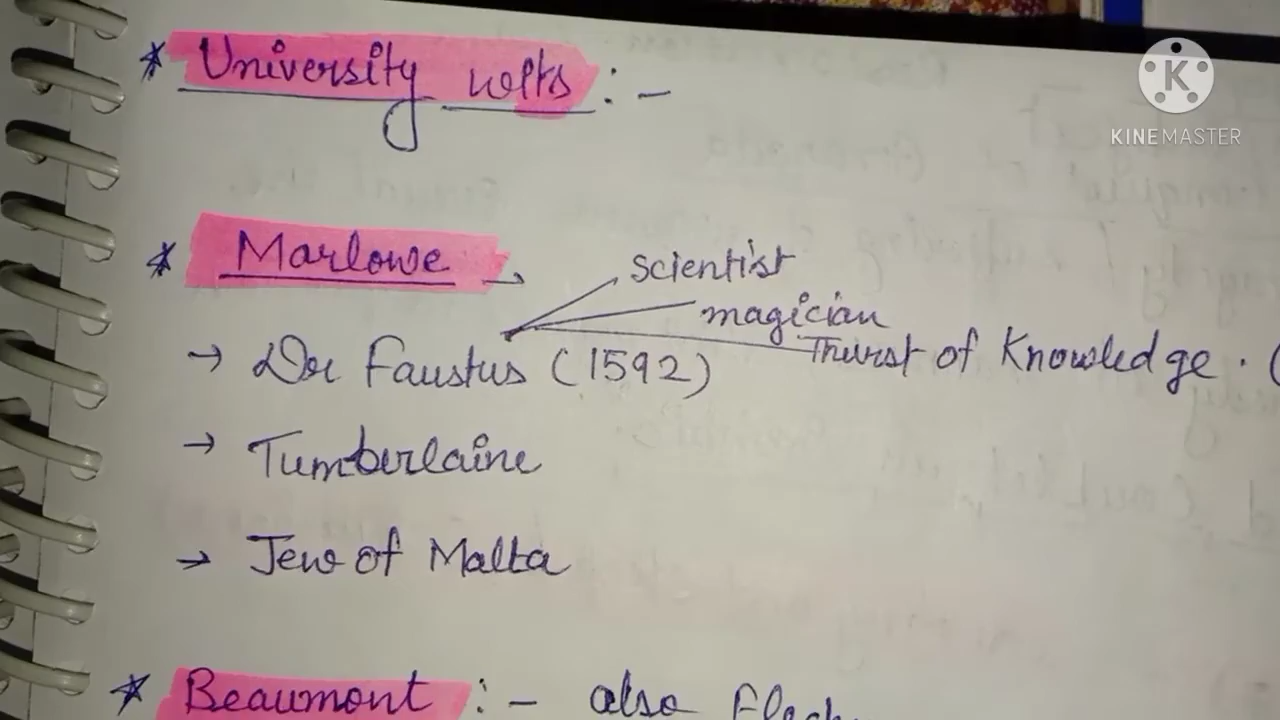 * University wits :-
KINEMASTER
* Marlowe →
scientist
magician
Thirst of Knowledge . (
→ Dr Faustus (1592)
→ Tumberlaine
→ Jew of Malta
* Beaumont :- also